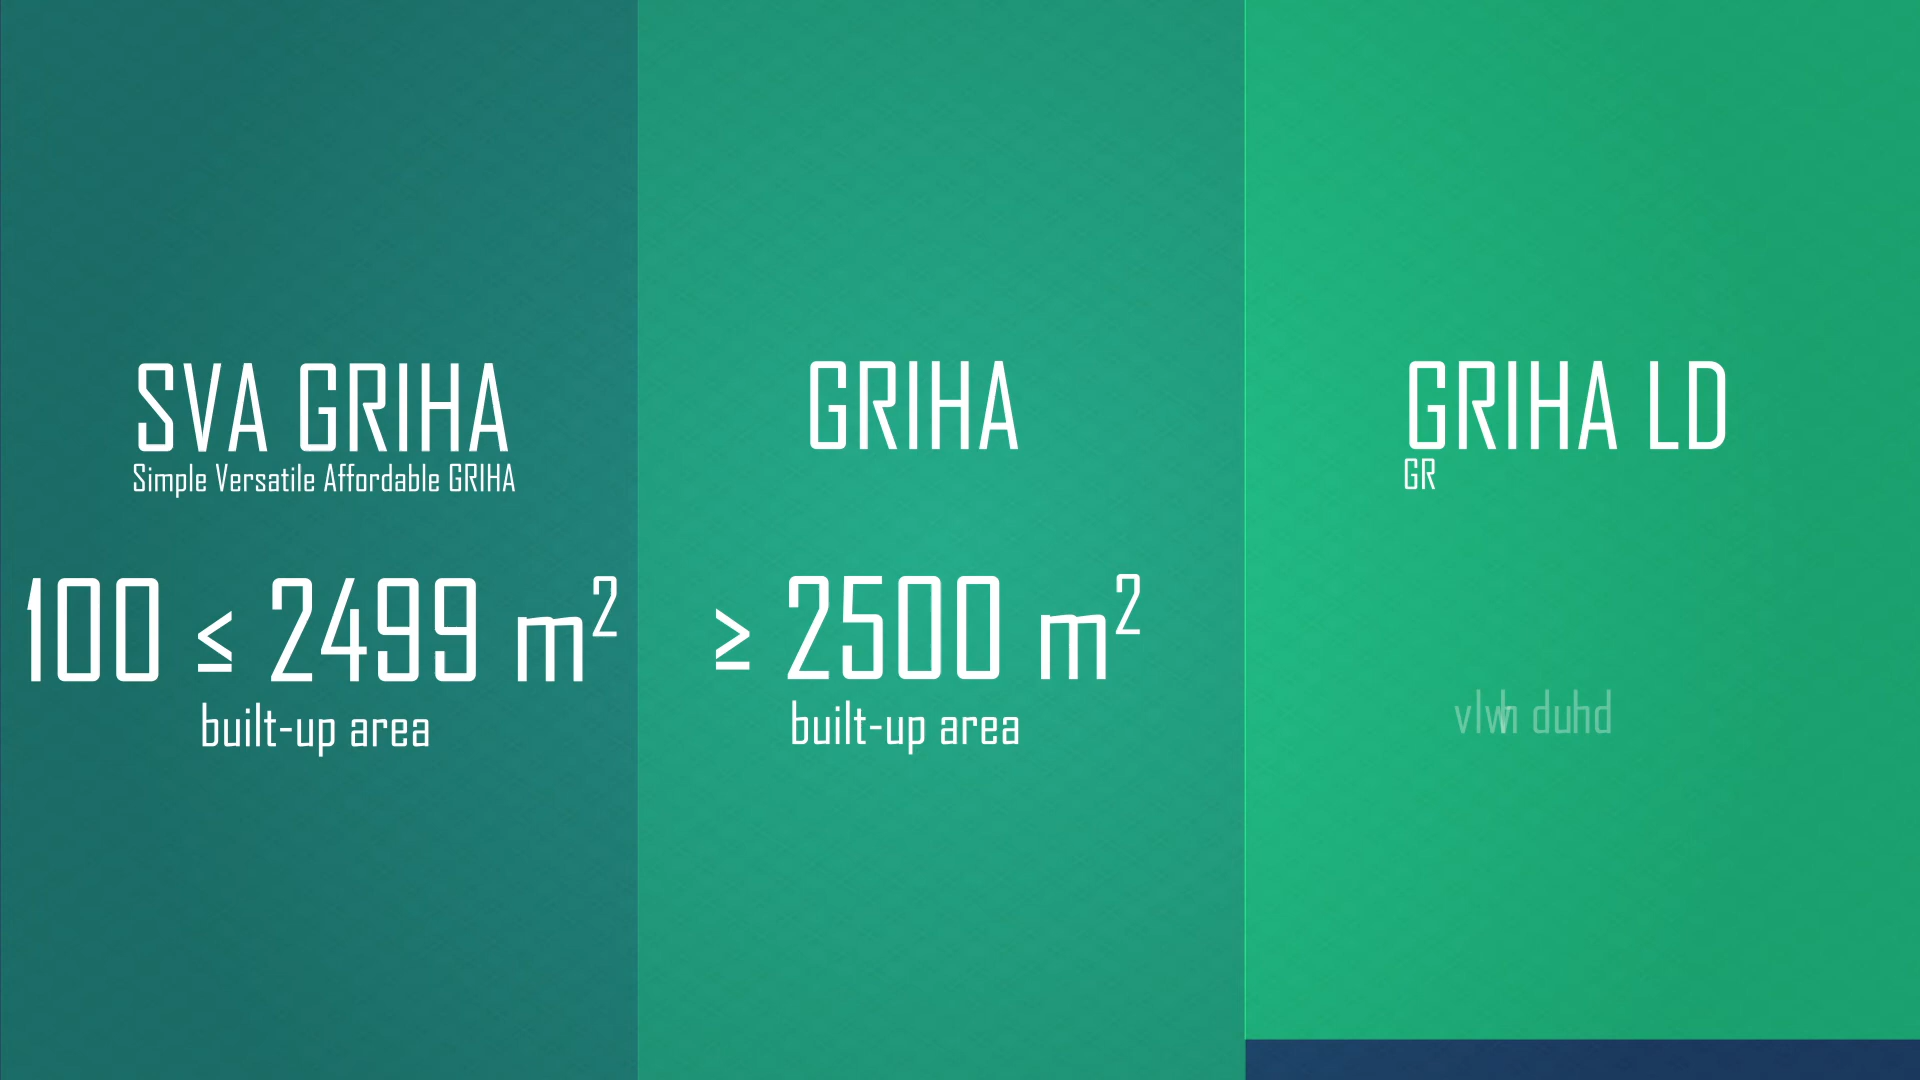 SVA GRIHA
Simple Versatile Affordable GRIHA
100 ≤ 2499 m²
built-up area
GRIHA
≥ 2500 m²
built-up area
GRIHA LD
GR